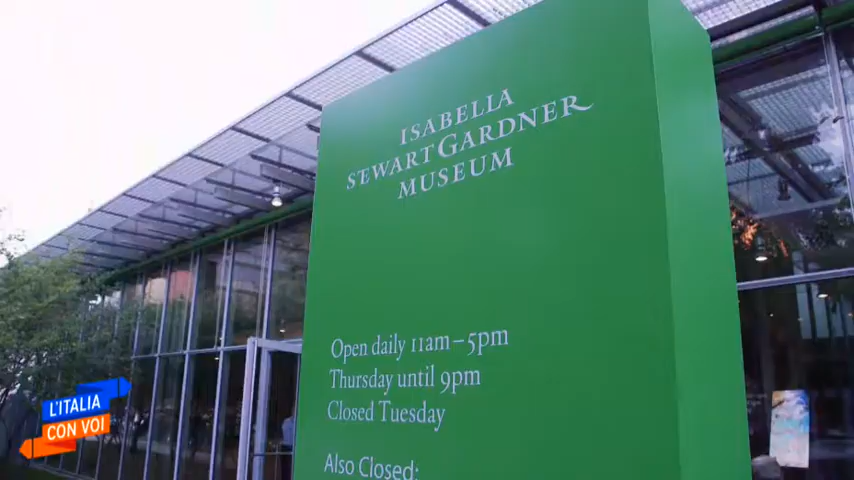 ISABELLA
STEWART GARDNER
MUSEUM
Open daily 11am–5pm
Thursday until 9pm
Closed Tuesday
Also Closed:
L'ITALIA
CON VOI